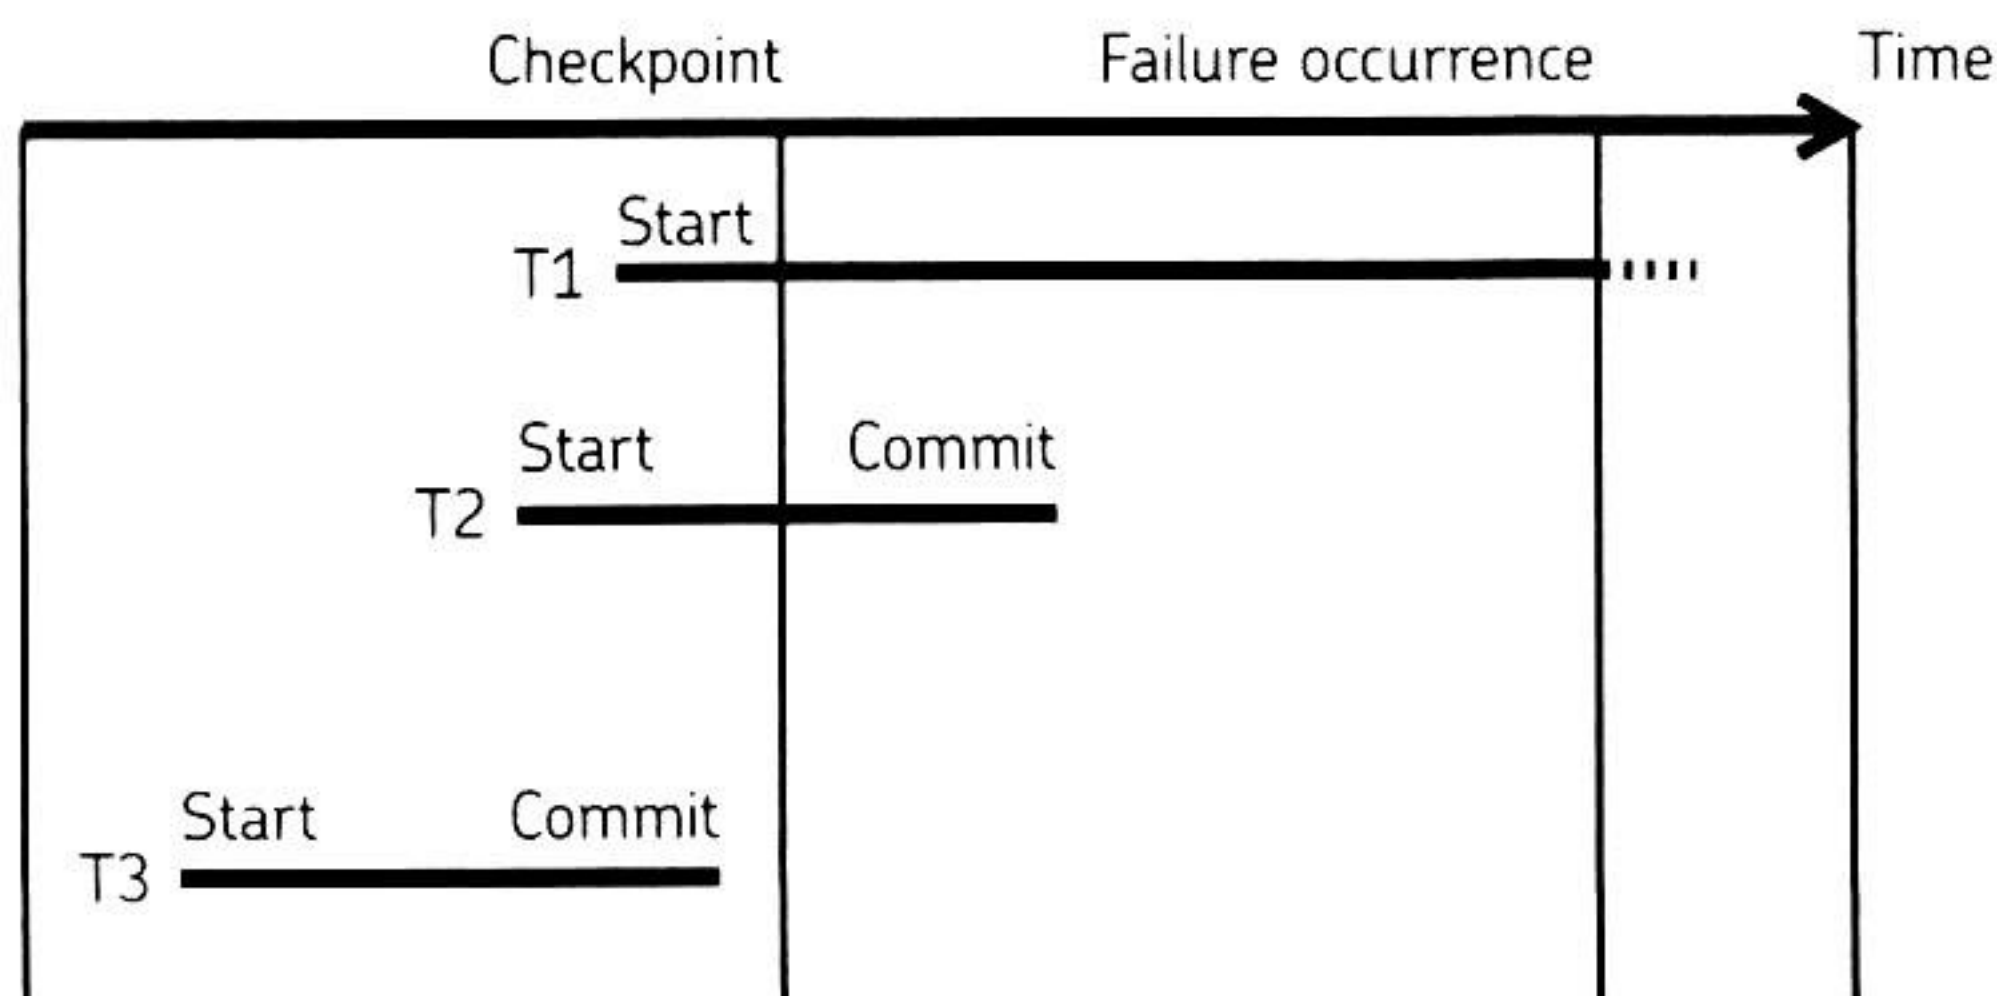 Checkpoint Failure occurrence Time
Start
T1
Start Commit
T2
Start Commit
T3